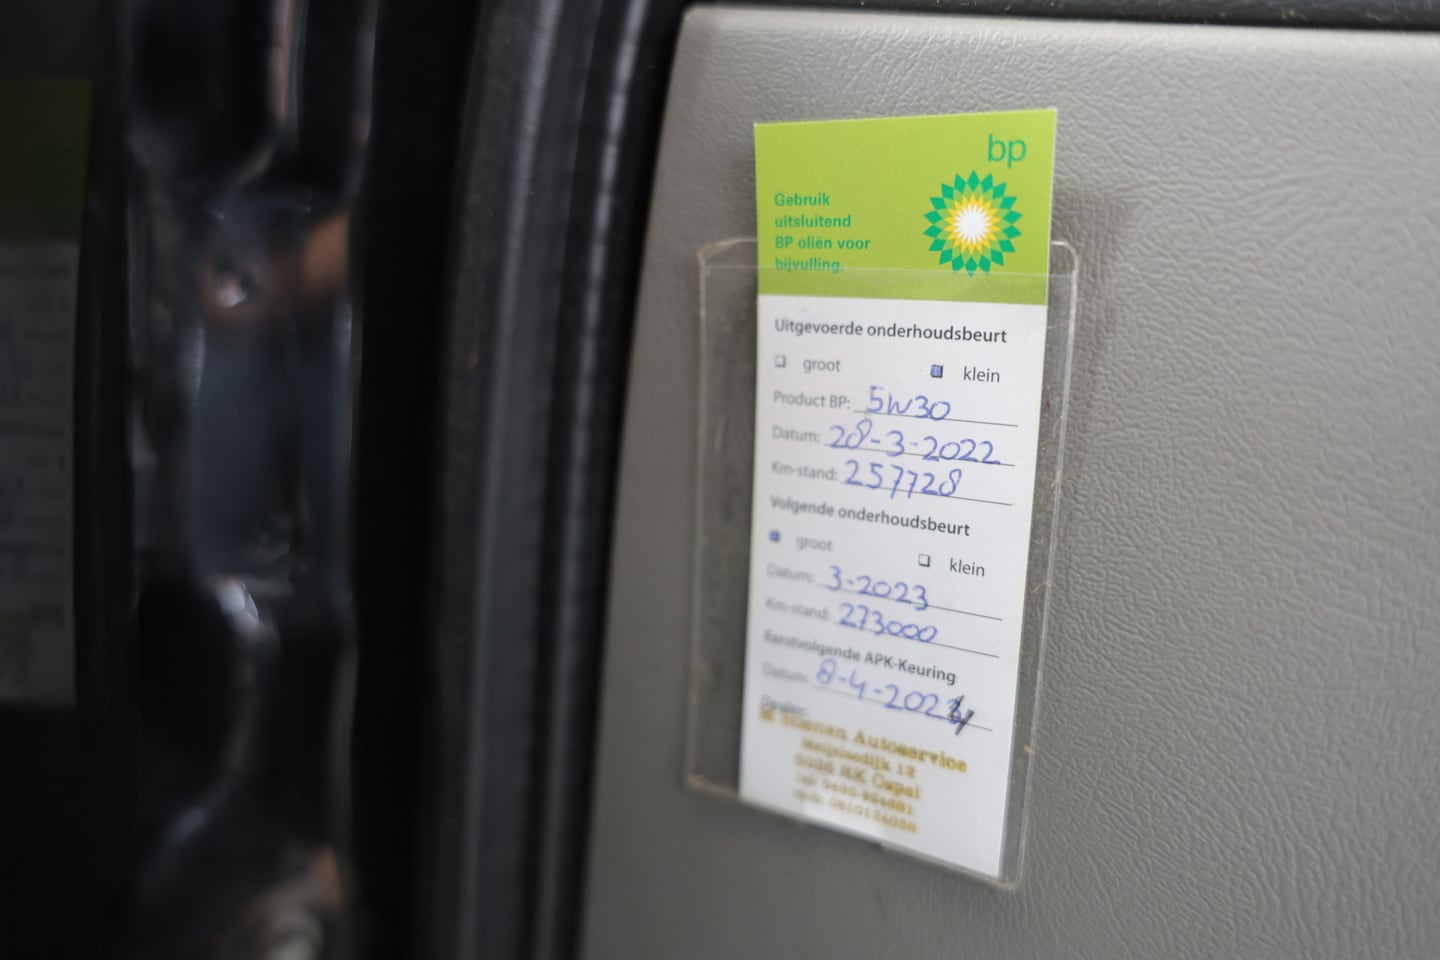 bp
Gebruik
uitsluitend
BP oliën voor
bijvulling.
Uitgevoerde onderhoudsbeurt
groot klein
Product BP: 5W30
Datum: 28-3-2022
Km-stand: 257728
Volgende onderhoudsbeurt
groot klein
Datum: 3-2023
Km-stand: 273000
Eerstvolgende APK-Keuring
Datum: 8-4-2024
Dealer:
Autoservice
12
Ospel